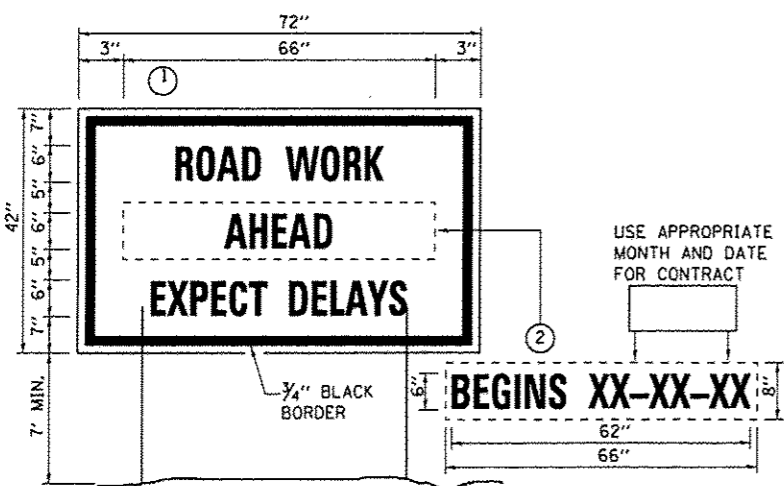 72"
3" 66" 3"
1
42"
7"
6"
5"
6"
5"
6"
7"
7' MIN.
ROAD WORK
AHEAD
EXPECT DELAYS
3/4" BLACK
BORDER
USE APPROPRIATE
MONTH AND DATE
FOR CONTRACT
2
6"
BEGINS XX-XX-XX
8"
62"
66"